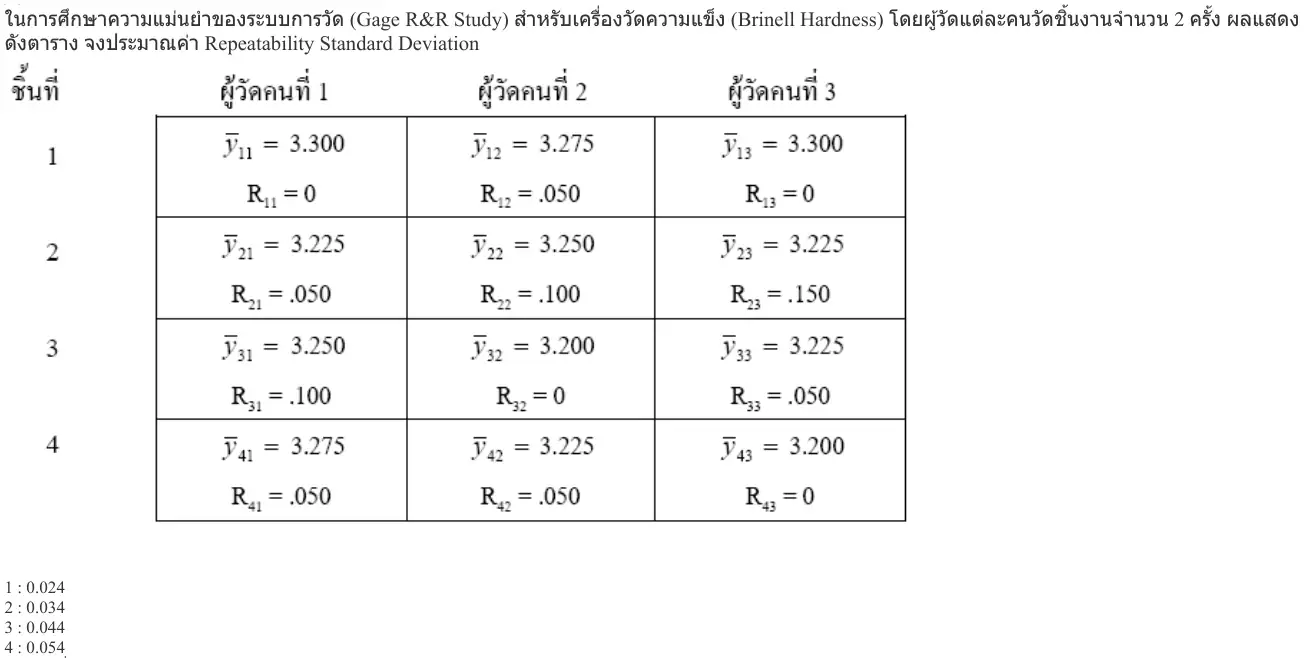 ในการศึกษาความแม่นยำของระบบการวัด (Gage R&R Study) สำหรับเครื่องวัดความแข็ง (Brinell Hardness) โดยผู้วัดแต่ละคนวัดชิ้นงานจำนวน 2 ครั้ง ผลแสดง
ดังตาราง จงประมาณค่า Repeatability Standard Deviation
ชิ้นที่ ผู้วัดคนที่ 1 ผู้วัดคนที่ 2 ผู้วัดคนที่ 3
ȳ₁₁ = 3.300 ȳ₁₂ = 3.275 ȳ₁₃ = 3.300
1
R₁₁ = 0 R₁₂ = .050 R₁₃ = 0
ȳ₂₁ = 3.225 ȳ₂₂ = 3.250 ȳ₂₃ = 3.225
2
R₂₁ = .050 R₂₂ = .100 R₂₃ = .150
ȳ₃₁ = 3.250 ȳ₃₂ = 3.200 ȳ₃₃ = 3.225
3
R₃₁ = .100 R₃₂ = 0 R₃₃ = .050
ȳ₄₁ = 3.275 ȳ₄₂ = 3.225 ȳ₄₃ = 3.200
4
R₄₁ = .050 R₄₂ = .050 R₄₃ = 0
1 : 0.024
2 : 0.034
3 : 0.044
4 : 0.054